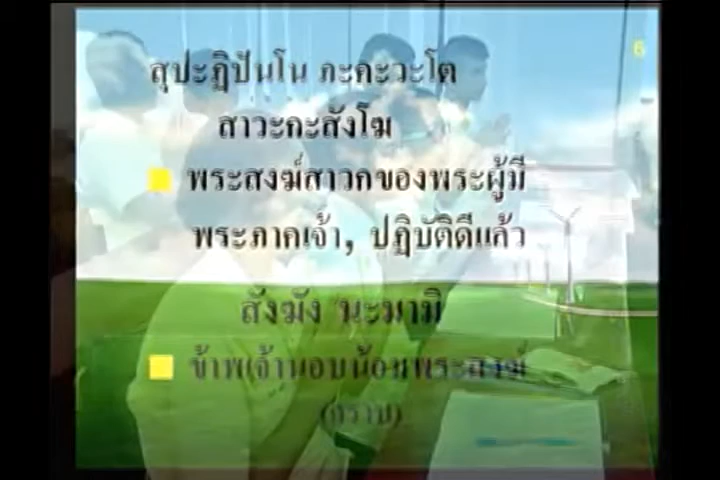 6
สุปะฏิปันโน ภะคะวะโต
สาวะกะสังโฆ
พระสงฆ์สาวกของพระผู้มี
พระภาคเจ้า, ปฏิบัติดีแล้ว
สังฆัง นะมามิ
ข้าพเจ้านอบน้อมพระสงฆ์
(กราบ)